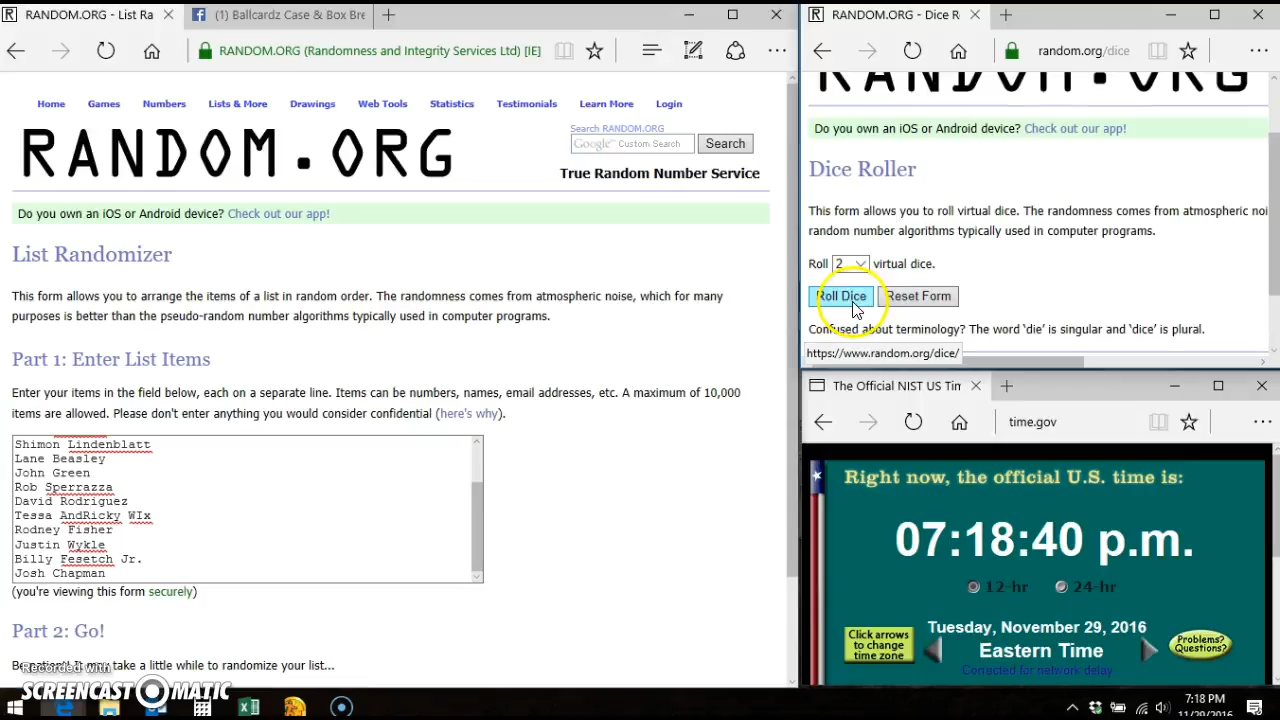 RANDOM.ORG - List Ra
(1) Ballcardz Case & Box Bre
RANDOM.ORG (Randomness and Integrity Services Ltd) [IE]
Home Games Numbers Lists & More Drawings Web Tools Statistics Testimonials Learn More Login
RANDOM.ORG
Search RANDOM.ORG
Google Custom Search Search
True Random Number Service
Do you own an iOS or Android device? Check out our app!
List Randomizer
This form allows you to arrange the items of a list in random order. The randomness comes from atmospheric noise, which for many
purposes is better than the pseudo-random number algorithms typically used in computer programs.
Part 1: Enter List Items
Enter your items in the field below, each on a separate line. Items can be numbers, names, email addresses, etc. A maximum of 10,000
items are allowed. Please don't enter anything you would consider confidential (here's why).
Shimon Lindenblatt
Lane Beasley
John Green
Rob Sperrazza
David Rodriguez
Tessa AndRicky WIx
Rodney Fisher
Justin Wykle
Billy Fesetch Jr.
Josh Chapman
(you're viewing this form securely)
Part 2: Go!
take a little while to randomize your list...
Recorded with
SCREENCAST-O-MATIC
RANDOM.ORG - Dice Ro
random.org/dice
RANDOM.ORG
Do you own an iOS or Android device? Check out our app!
Dice Roller
This form allows you to roll virtual dice. The randomness comes from atmospheric noi
random number algorithms typically used in computer programs.
Roll 2 virtual dice.
Roll Dice Reset Form
Confused about terminology? The word ‘die’ is singular and ‘dice’ is plural.
https://www.random.org/dice/
The Official NIST US Tim
time.gov
Right now, the official U.S. time is:
07:18:40 p.m.
12-hr 24-hr
Click arrows
to change
time zone
Tuesday, November 29, 2016
Eastern Time
Corrected for network delay
Problems?
Questions?
7:18 PM
11/29/2016